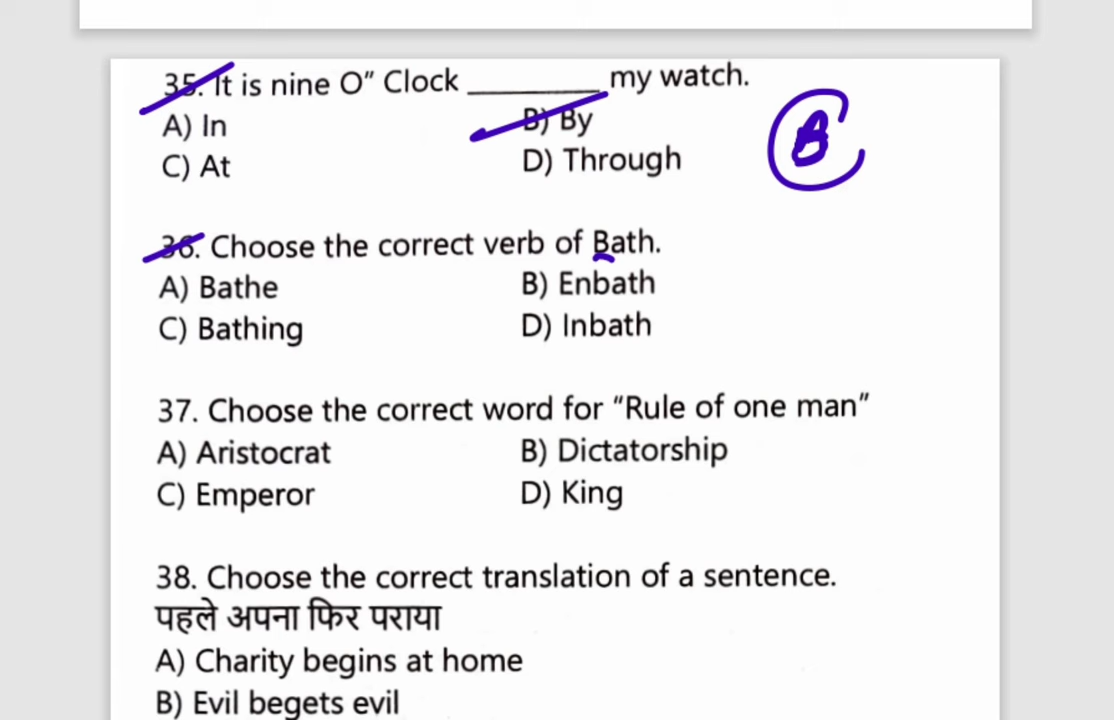 35. It is nine O” Clock ________ my watch.
A) In B) By
C) At D) Through
B
36. Choose the correct verb of Bath.
A) Bathe B) Enbath
C) Bathing D) Inbath
37. Choose the correct word for “Rule of one man”
A) Aristocrat B) Dictatorship
C) Emperor D) King
38. Choose the correct translation of a sentence.
पहले अपना फिर पराया
A) Charity begins at home
B) Evil begets evil